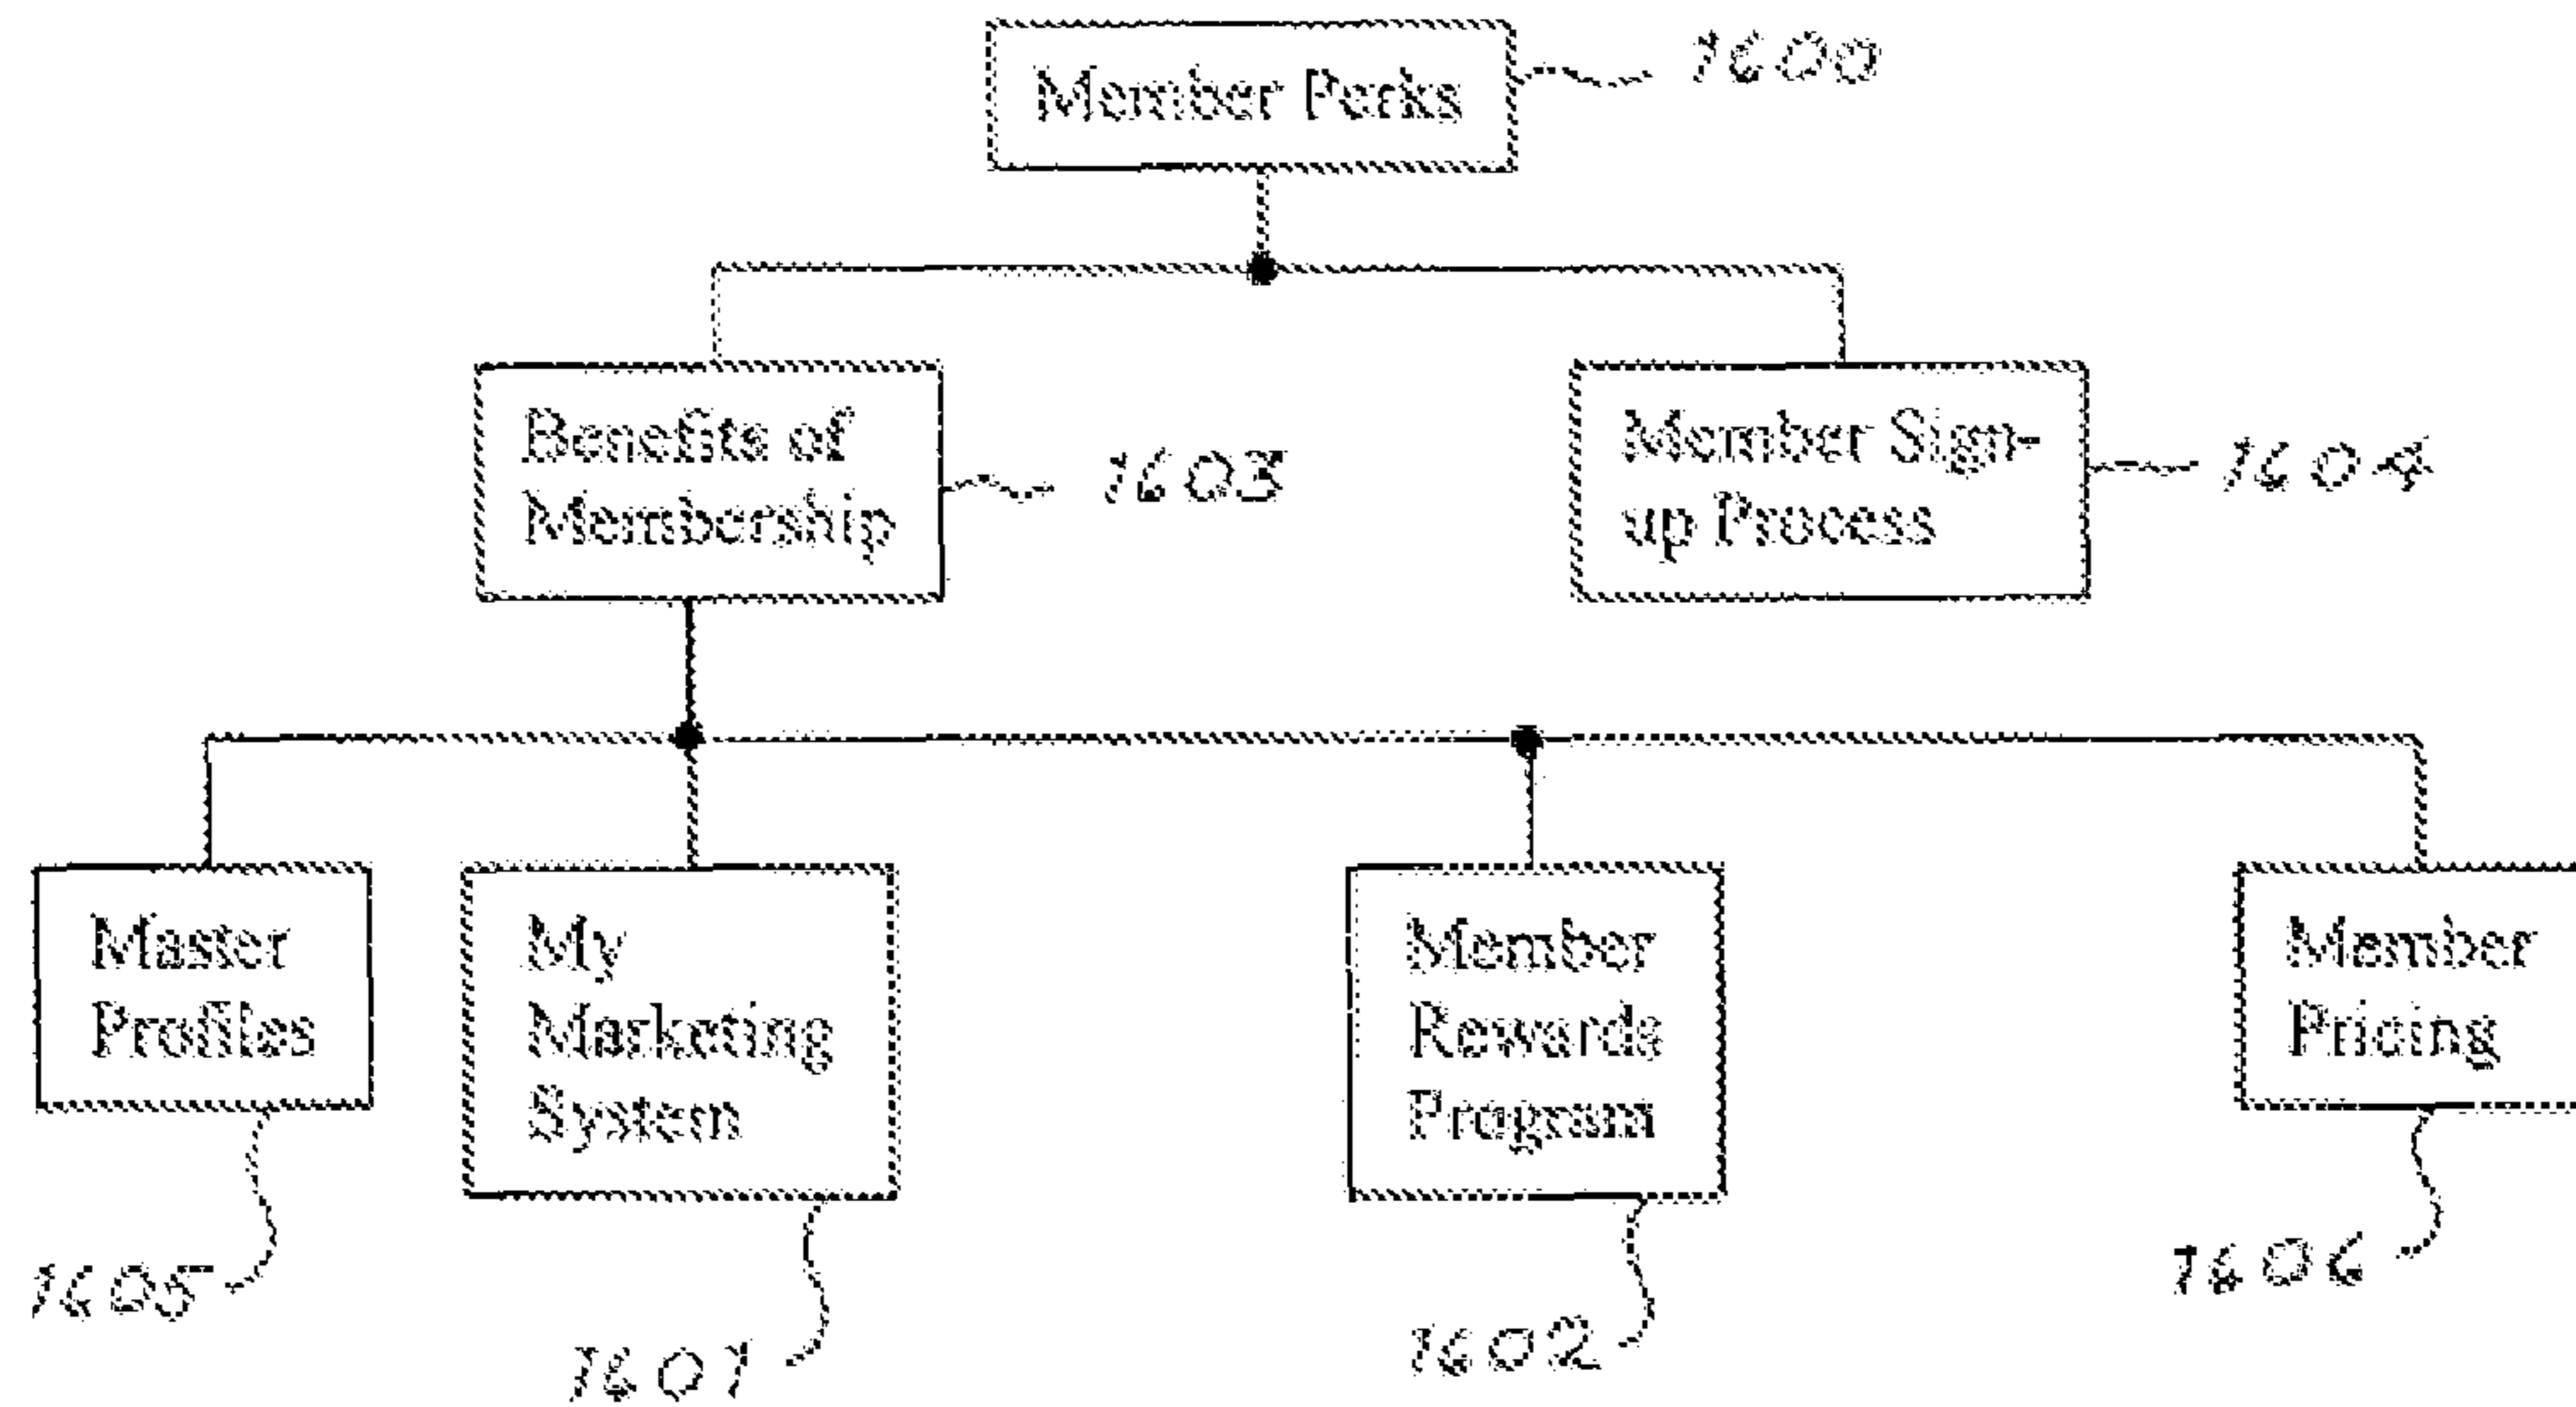 Member Perks
1600
Benefits of
Membership
1603
Member Sign-
up Process
1604
Master
Profiles
My
Marketing
System
Member
Rewards
Program
Member
Pricing
1605
1601
1602
1606